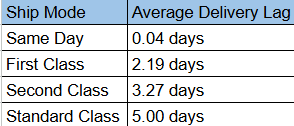 Ship Mode Average Delivery Lag
Same Day 0.04 days
First Class 2.19 days
Second Class 3.27 days
Standard Class 5.00 days